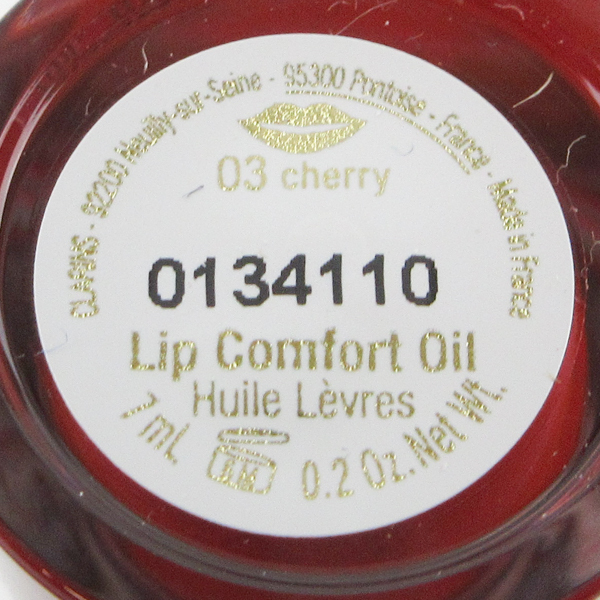 CLARINS - 92200 Neuilly-sur-Seine - 95300 Pontoise - France - Made in France
03 cherry
0134110
Lip Comfort Oil
Huile Lèvres
7 mL 0.2 Oz. Net Wt.